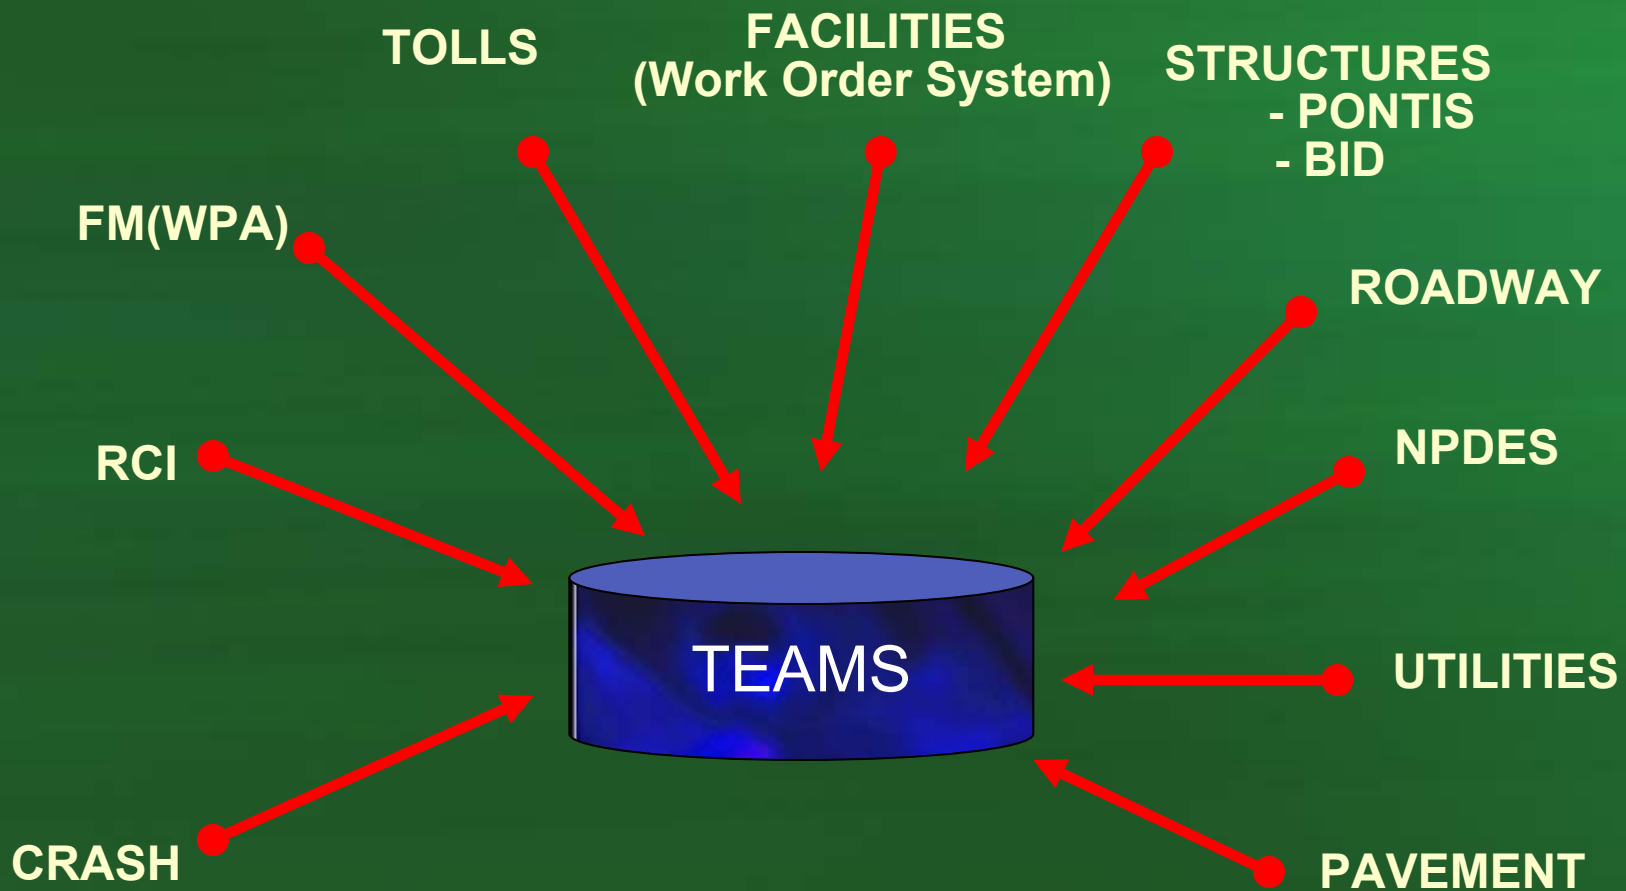 TOLLS
FACILITIES
(Work Order System)
STRUCTURES
- PONTIS
- BID
FM(WPA)
ROADWAY
RCI
NPDES
TEAMS
UTILITIES
CRASH
PAVEMENT